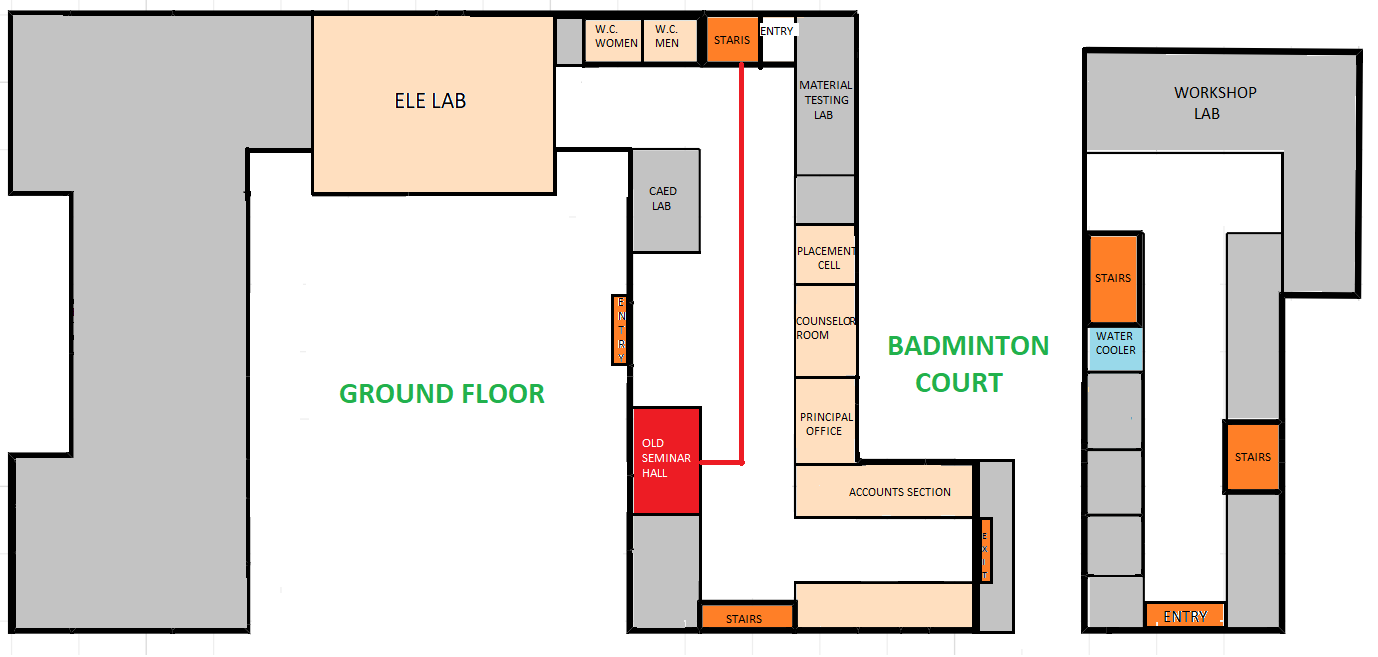 W.C.
WOMEN
W.C.
MEN
STARIS
ENTRY
ELE LAB
MATERIAL
TESTING
LAB
WORKSHOP
LAB
CAED
LAB
PLACEMENT
CELL
STAIRS
ENTRY
COUNSELOR
ROOM
WATER
COOLER
BADMINTON
COURT
GROUND FLOOR
PRINCIPAL
OFFICE
OLD
SEMINAR
HALL
STAIRS
ACCOUNTS SECTION
EXIT
STAIRS
ENTRY